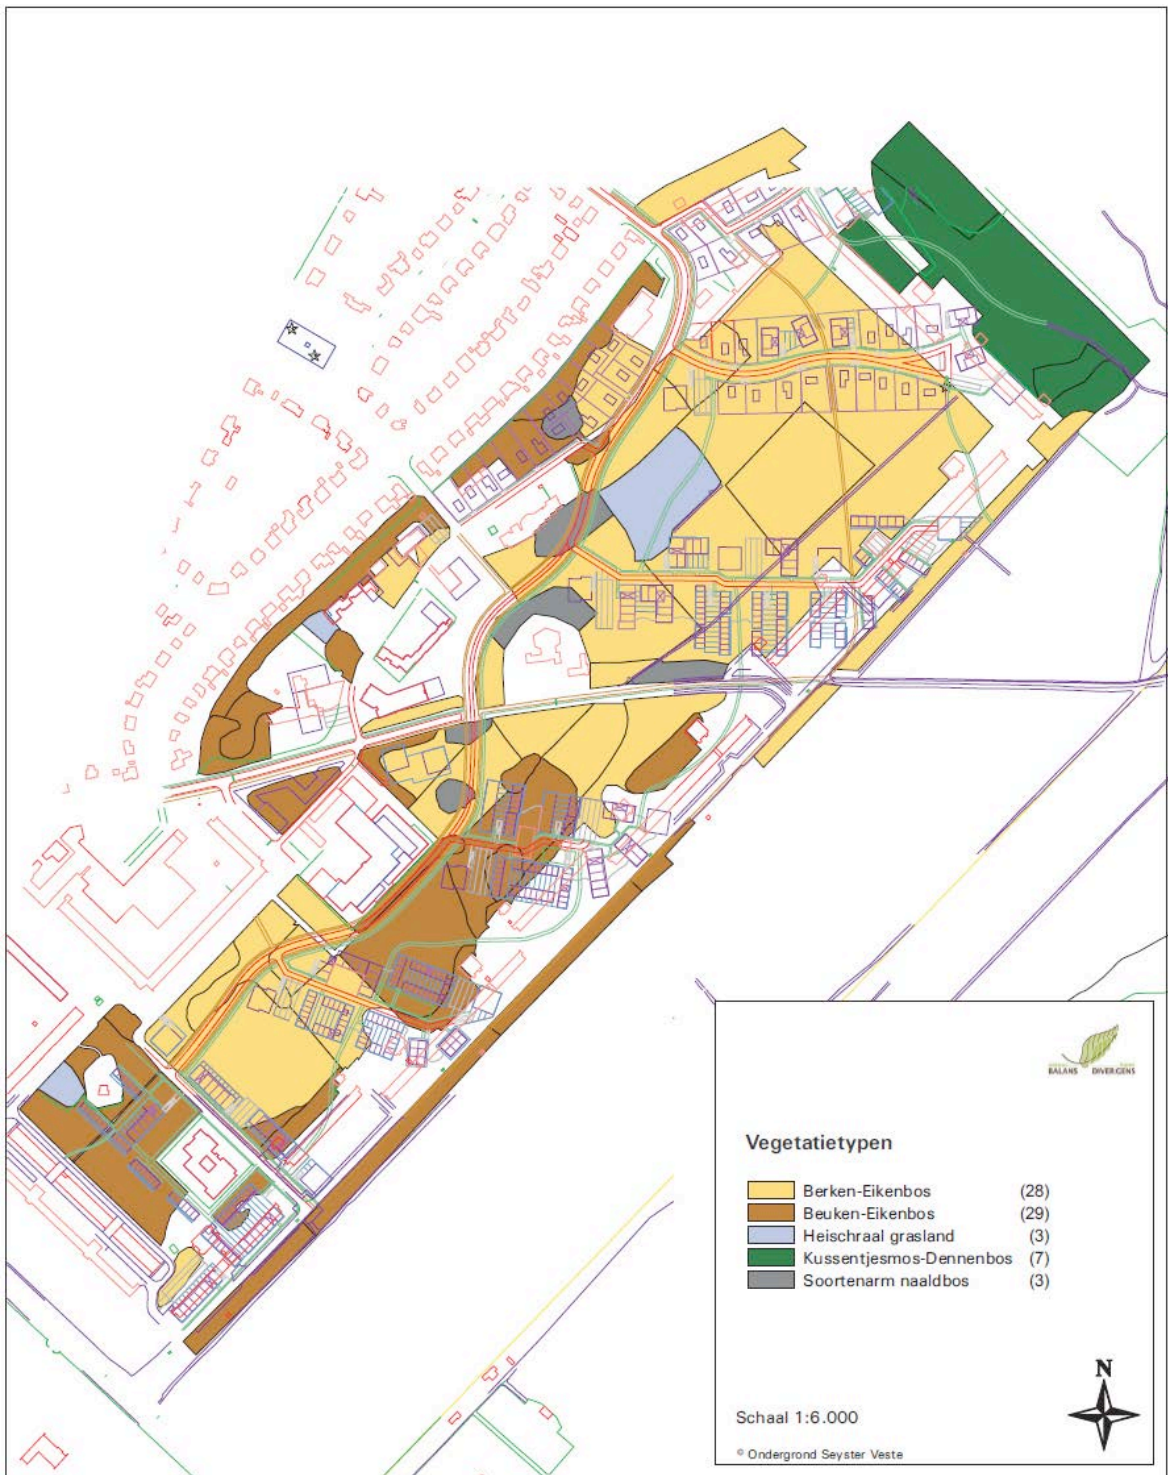 BALANS DIVERGENS
Vegetatietypen
Berken-Eikenbos (28)
Beuken-Eikenbos (29)
Heischraal grasland (3)
Kussentjesmos-Dennenbos (7)
Soortenarm naaldbos (3)
N
Schaal 1:6.000
© Ondergrond Seyster Veste